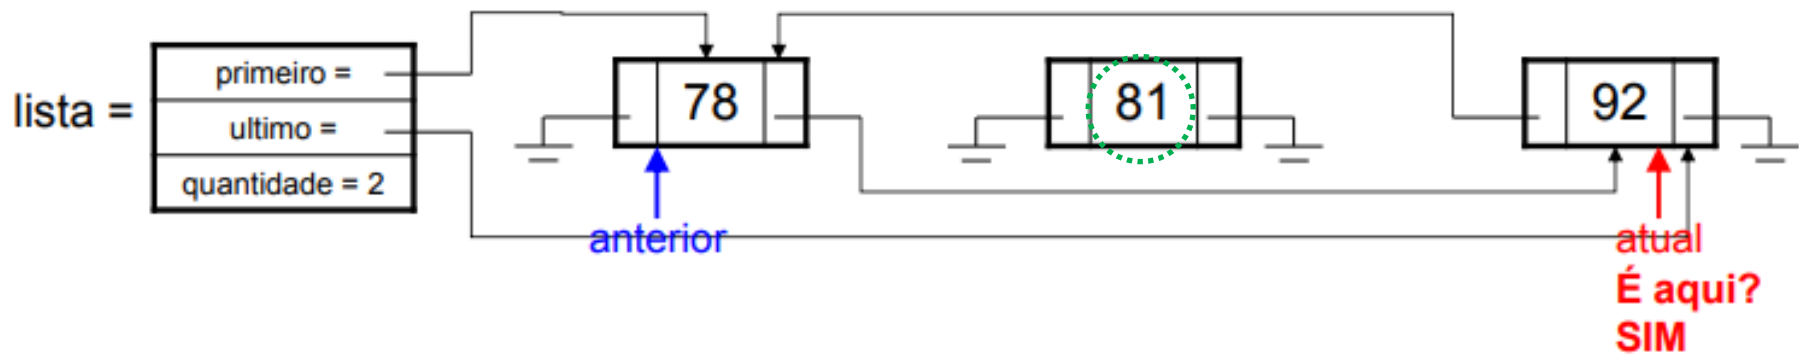 lista =
primeiro =
ultimo =
quantidade = 2
78
81
92
anterior
atual
É aqui?
SIM